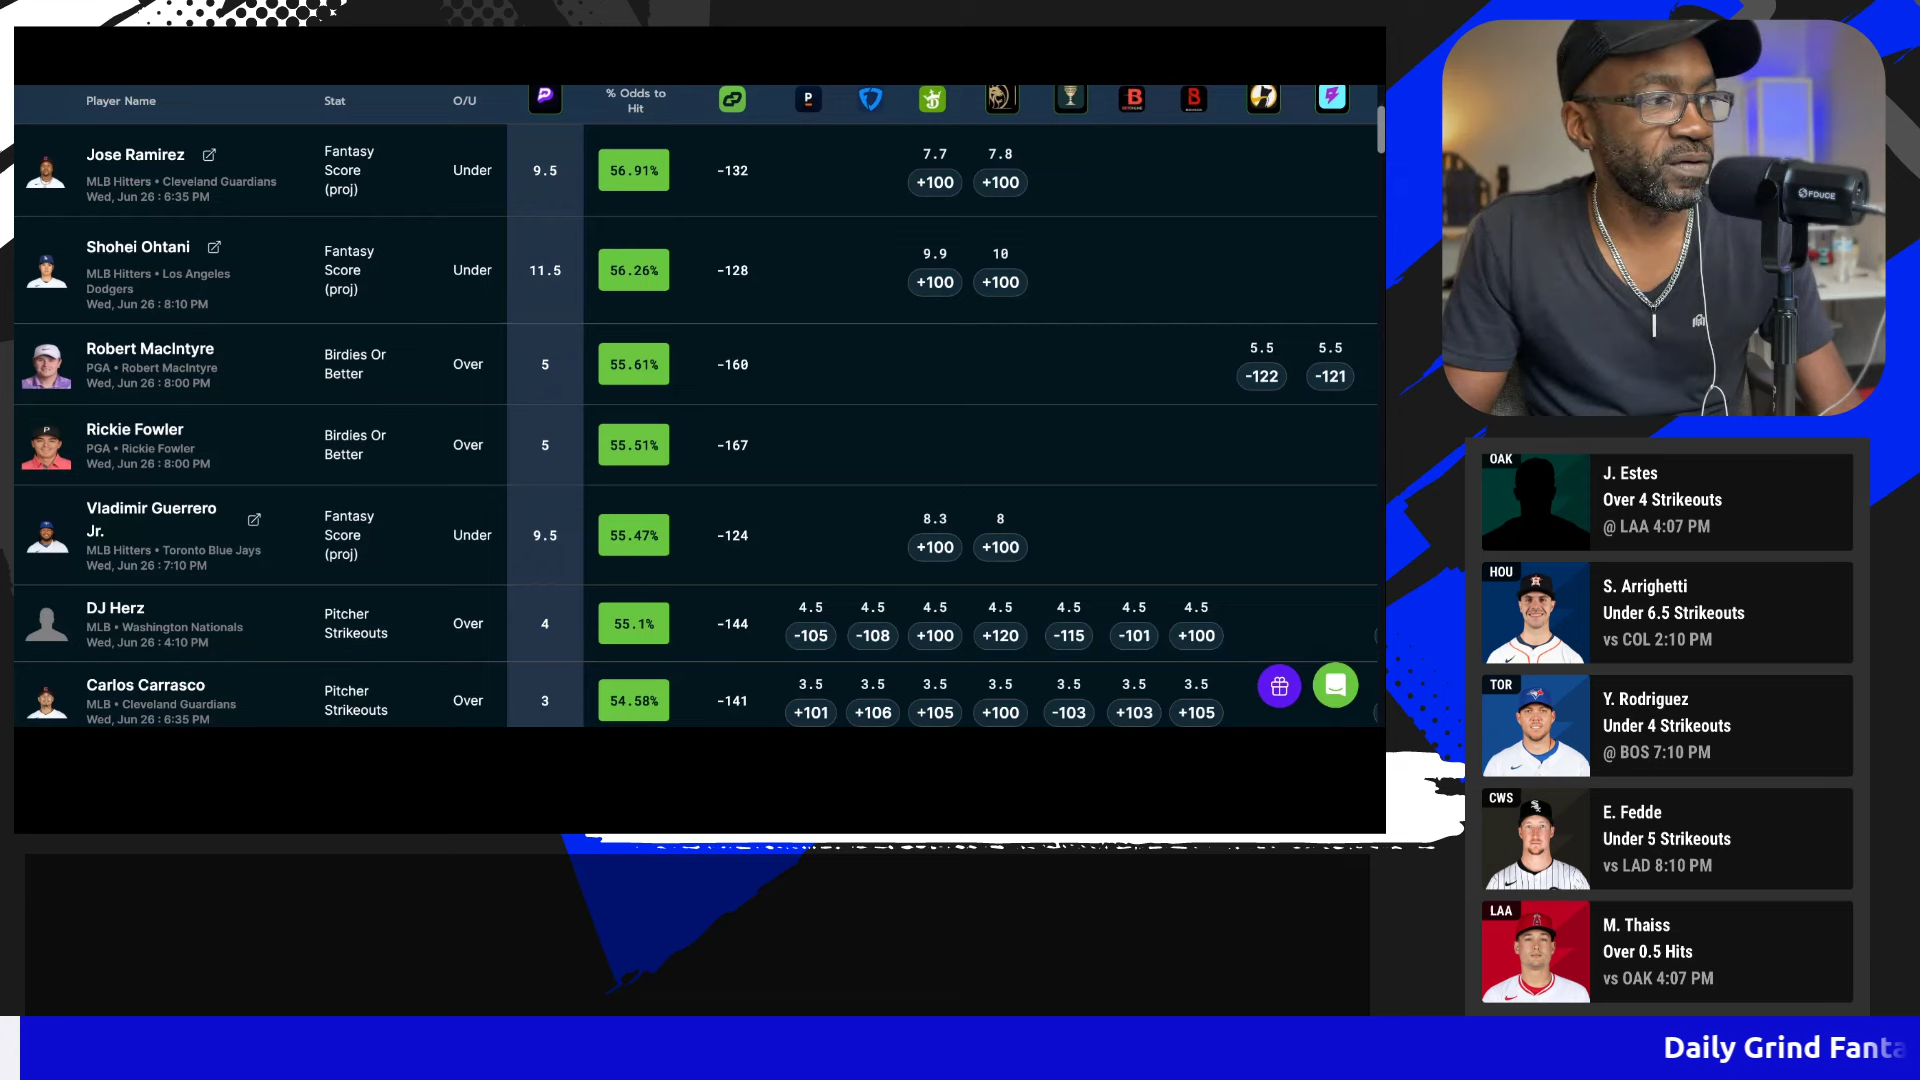 Player Name
Stat
O/U
% Odds to
Hit
P
B
B
Jose Ramirez
MLB Hitters • Cleveland Guardians
Wed, Jun 26 : 6:35 PM
Fantasy
Score
(proj)
Under
9.5
56.91%
-132
7.7
+100
7.8
+100
Shohei Ohtani
MLB Hitters • Los Angeles
Dodgers
Wed, Jun 26 : 8:10 PM
Fantasy
Score
(proj)
Under
11.5
56.26%
-128
9.9
+100
10
+100
Robert MacIntyre
PGA • Robert MacIntyre
Wed, Jun 26 : 8:00 PM
Birdies Or
Better
Over
5
55.61%
-160
5.5
-122
5.5
-121
Rickie Fowler
PGA • Rickie Fowler
Wed, Jun 26 : 8:00 PM
Birdies Or
Better
Over
5
55.51%
-167
Vladimir Guerrero
Jr.
MLB Hitters • Toronto Blue Jays
Wed, Jun 26 : 7:10 PM
Fantasy
Score
(proj)
Under
9.5
55.47%
-124
8.3
+100
8
+100
DJ Herz
MLB • Washington Nationals
Wed, Jun 26 : 4:10 PM
Pitcher
Strikeouts
Over
4
55.1%
-144
4.5
-105
4.5
-108
4.5
+100
4.5
+120
4.5
-115
4.5
-101
4.5
+100
Carlos Carrasco
MLB • Cleveland Guardians
Wed, Jun 26 : 6:35 PM
Pitcher
Strikeouts
Over
3
54.58%
-141
3.5
+101
3.5
+106
3.5
+105
3.5
+100
3.5
-103
3.5
+103
3.5
+105
FDUCE
OAK
J. Estes
Over 4 Strikeouts
@ LAA 4:07 PM
HOU
S. Arrighetti
Under 6.5 Strikeouts
vs COL 2:10 PM
TOR
Y. Rodriguez
Under 4 Strikeouts
@ BOS 7:10 PM
CWS
E. Fedde
Under 5 Strikeouts
vs LAD 8:10 PM
LAA
M. Thaiss
Over 0.5 Hits
vs OAK 4:07 PM
Daily Grind Fanta